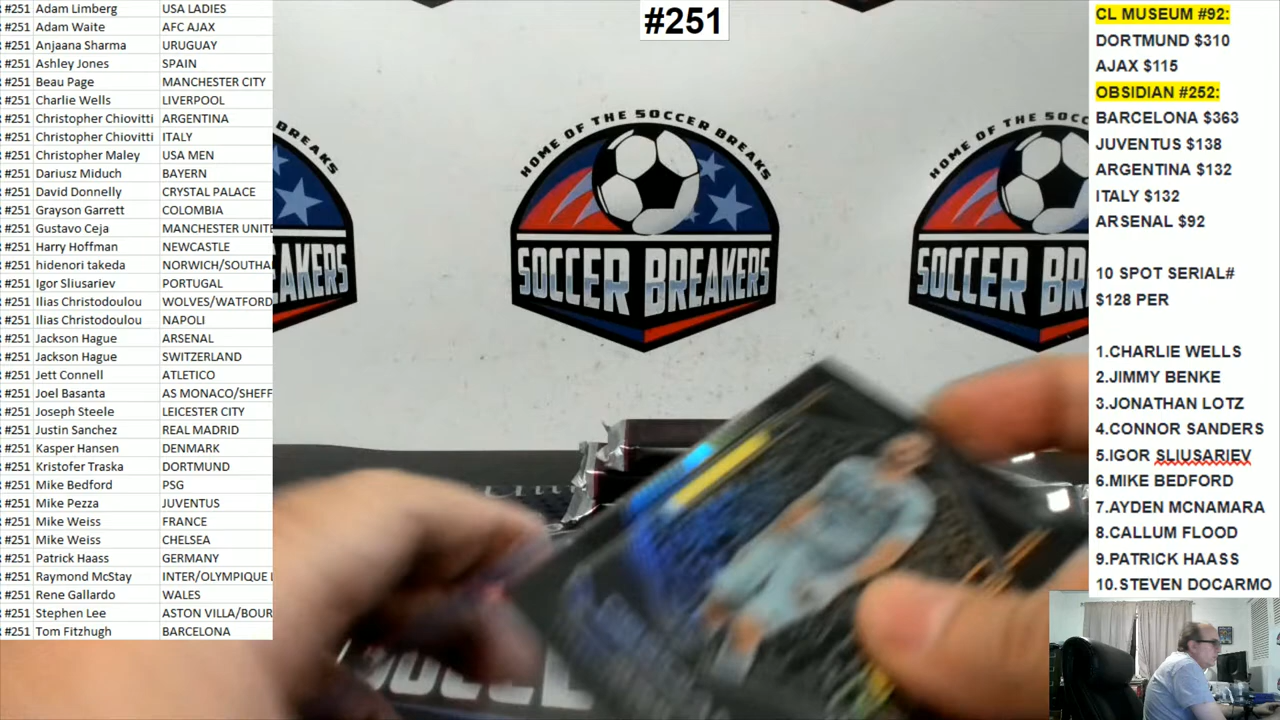 #251 Adam Limberg USA LADIES
#251 Adam Waite AFC AJAX
#251 Anjaana Sharma URUGUAY
#251 Ashley Jones SPAIN
#251 Beau Page MANCHESTER CITY
#251 Charlie Wells LIVERPOOL
#251 Christopher Chiovitti ARGENTINA
#251 Christopher Chiovitti ITALY
#251 Christopher Maley USA MEN
#251 Dariusz Miduch BAYERN
#251 David Donnelly CRYSTAL PALACE
#251 Grayson Garrett COLOMBIA
#251 Gustavo Ceja MANCHESTER UNITE
#251 Harry Hoffman NEWCASTLE
#251 hidenori takeda NORWICH/SOUTHA
#251 Igor Sliusariev PORTUGAL
#251 Ilias Christodoulou WOLVES/WATFORD
#251 Ilias Christodoulou NAPOLI
#251 Jackson Hague ARSENAL
#251 Jackson Hague SWITZERLAND
#251 Jett Connell ATLETICO
#251 Joel Basanta AS MONACO/SHEFF
#251 Joseph Steele LEICESTER CITY
#251 Justin Sanchez REAL MADRID
#251 Kasper Hansen DENMARK
#251 Kristofer Traska DORTMUND
#251 Mike Bedford PSG
#251 Mike Pezza JUVENTUS
#251 Mike Weiss FRANCE
#251 Mike Weiss CHELSEA
#251 Patrick Haass GERMANY
#251 Raymond McStay INTER/OLYMPIQUE L
#251 Rene Gallardo WALES
#251 Stephen Lee ASTON VILLA/BOUR
#251 Tom Fitzhugh BARCELONA
#251
BREAKS
EAKERS
HOME OF THE SOCCER BREAKS
SOCCER BREAKERS
HOME OF THE SOCC
SOCCER BR
SOCCER
CL MUSEUM #92:
DORTMUND $310
AJAX $115
OBSIDIAN #252:
BARCELONA $363
JUVENTUS $138
ARGENTINA $132
ITALY $132
ARSENAL $92
10 SPOT SERIAL#
$128 PER
1.CHARLIE WELLS
2.JIMMY BENKE
3.JONATHAN LOTZ
4.CONNOR SANDERS
5.IGOR SLIUSARIEV
6.MIKE BEDFORD
7.AYDEN MCNAMARA
8.CALLUM FLOOD
9.PATRICK HAASS
10.STEVEN DOCARMO